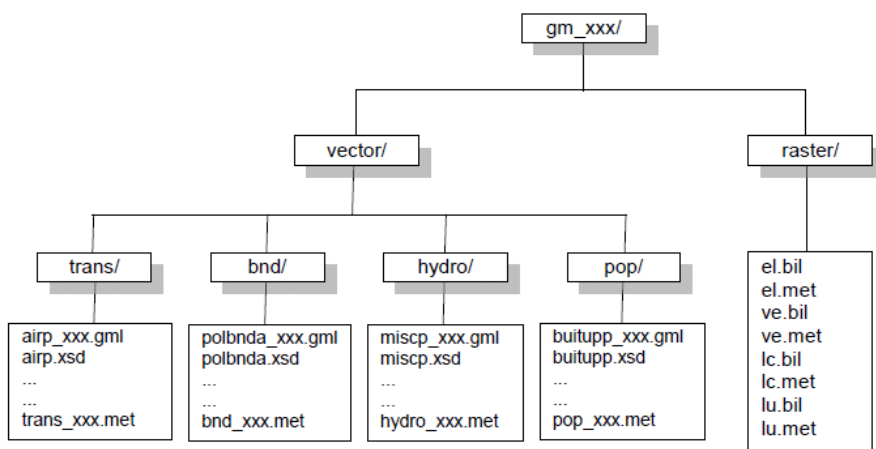 gm_xxx/
vector/
raster/
trans/
bnd/
hydro/
pop/
airp_xxx.gml
airp.xsd
...
...
trans_xxx.met
polbnda_xxx.gml
polbnda.xsd
...
...
bnd_xxx.met
miscp_xxx.gml
miscp.xsd
...
...
hydro_xxx.met
buitupp_xxx.gml
buitupp.xsd
...
...
pop_xxx.met
el.bil
el.met
ve.bil
ve.met
lc.bil
lc.met
lu.bil
lu.met